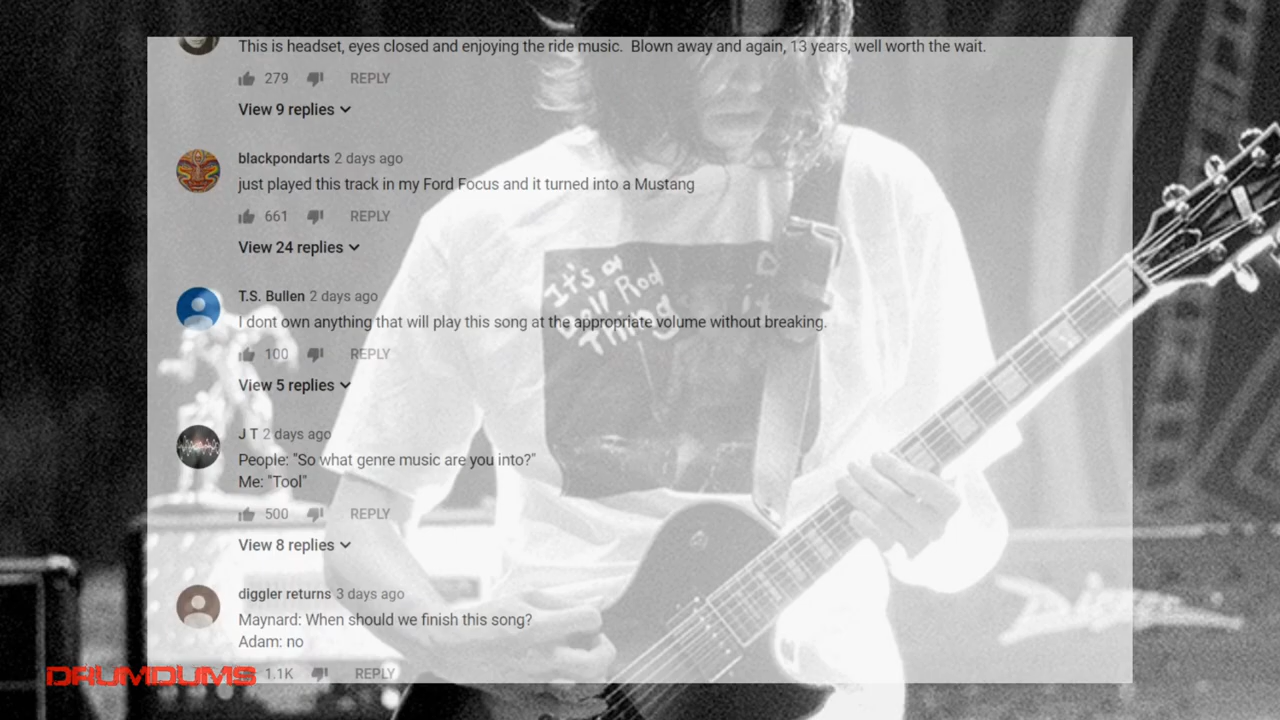 This is headset, eyes closed and enjoying the ride music.  Blown away and again, 13 years, well worth the wait.
279 REPLY
View 9 replies
blackpondarts 2 days ago
just played this track in my Ford Focus and it turned into a Mustang
661 REPLY
View 24 replies
T.S. Bullen 2 days ago
I dont own anything that will play this song at the appropriate volume without breaking.
100 REPLY
View 5 replies
J T 2 days ago
People: "So what genre music are you into?"
Me: "Tool"
500 REPLY
View 8 replies
diggler returns 3 days ago
Maynard: When should we finish this song?
Adam: no
1.1K REPLY
It's a
Rod
Thing
DRUMDUMS